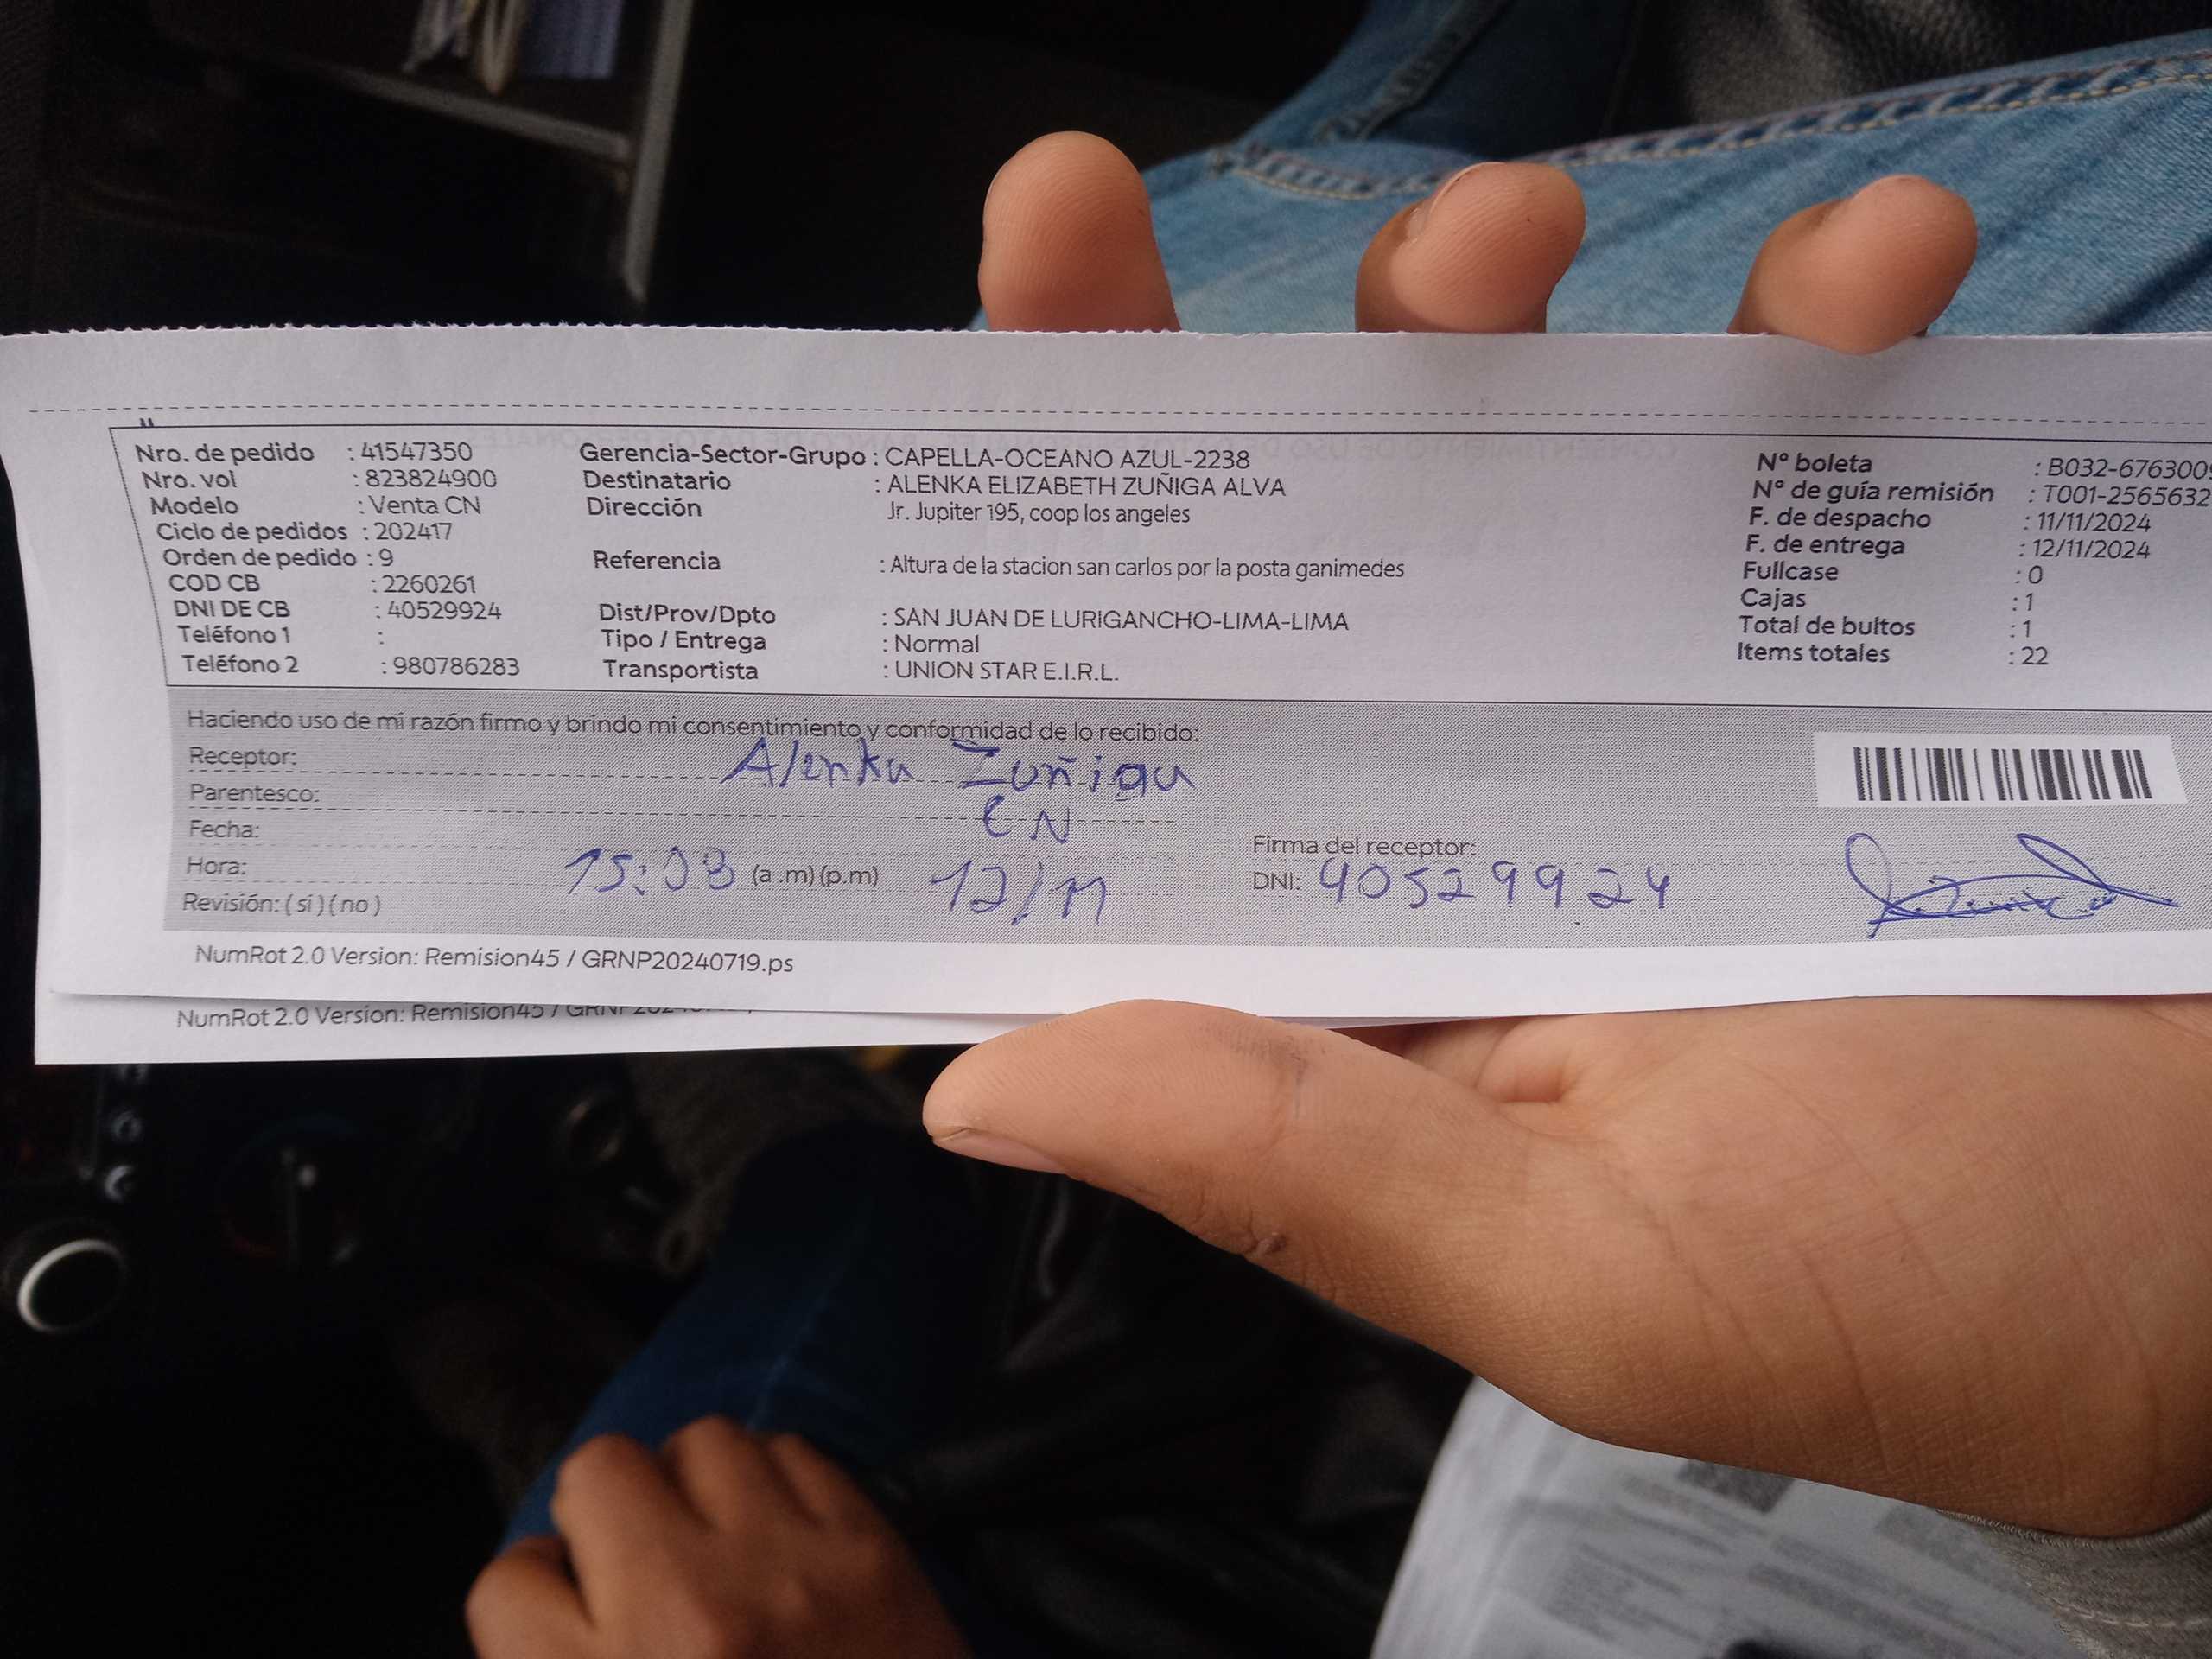 Nro. de pedido : 41547350 Gerencia-Sector-Grupo : CAPELLA-OCEANO AZUL-2238 N° boleta : B032-6763009
Nro. vol : 823824900 Destinatario : ALENKA ELIZABETH ZUÑIGA ALVA N° de guía remisión : T001-2565632
Modelo : Venta CN Dirección Jr. Jupiter 195, coop los angeles F. de despacho : 11/11/2024
Ciclo de pedidos : 202417 F. de entrega : 12/11/2024
Orden de pedido : 9 Referencia : Altura de la stacion san carlos por la posta ganimedes Fullcase : 0
COD CB : 2260261 Cajas : 1
DNI DE CB : 40529924 Dist/Prov/Dpto : SAN JUAN DE LURIGANCHO-LIMA-LIMA Total de bultos : 1
Teléfono 1 : Tipo / Entrega : Normal Items totales : 22
Teléfono 2 : 980786283 Transportista : UNION STAR E.I.R.L.
Haciendo uso de mi razón firmo y brindo mi consentimiento y conformidad de lo recibido:
Receptor: Alenka Zuñiga
Parentesco: CN
Fecha:
Firma del receptor:
Hora: 15:03 (a .m) (p.m) 12/11 DNI: 40529924
Revisión: ( si ) ( no )
NumRot 2.0 Version: Remision45 / GRNP20240719.ps
NumRot 2.0 Version: Remision45 /